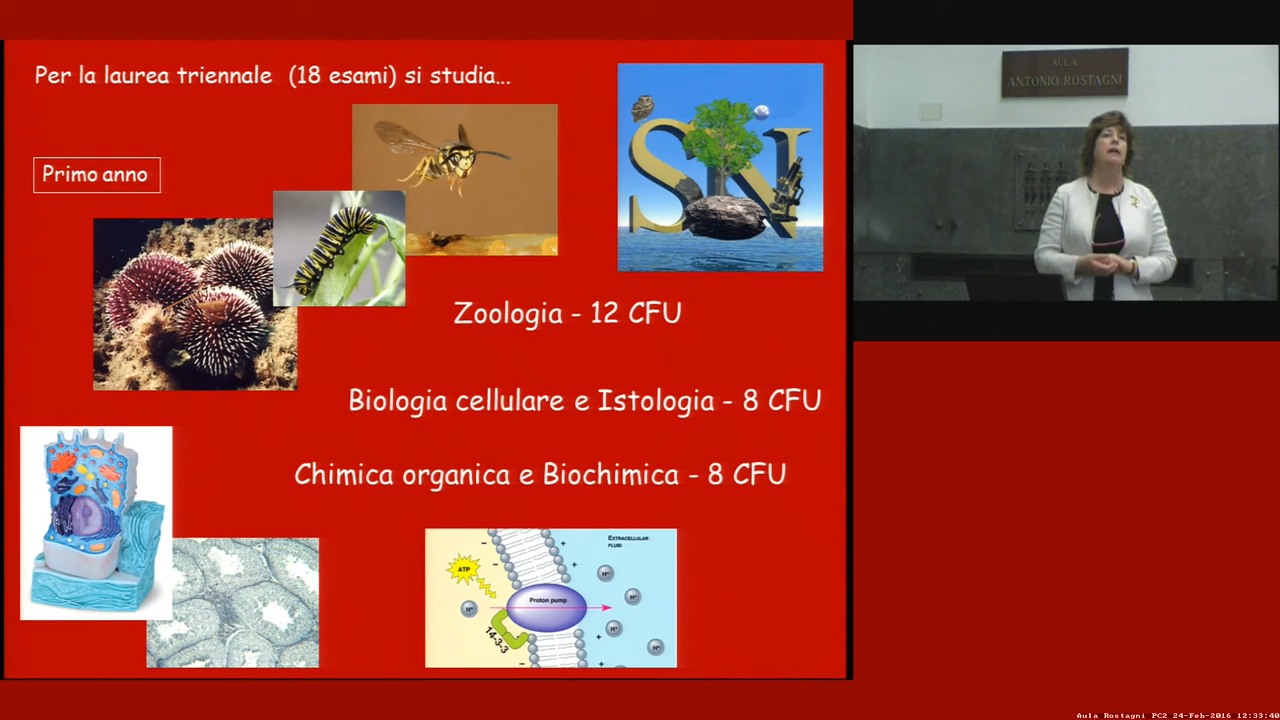 Per la laurea triennale (18 esami) si studia...
Primo anno
SN
Zoologia - 12 CFU
Biologia cellulare e Istologia - 8 CFU
Chimica organica e Biochimica - 8 CFU
EXTRACELLULAR
FLUID
ATP
Proton pump
H+
H+
H+
H+
H+
14-3-3
AULA
ANTONIO ROSTAGNI
Aula Rostagni PC2 24-Feb-2016 12:33:40